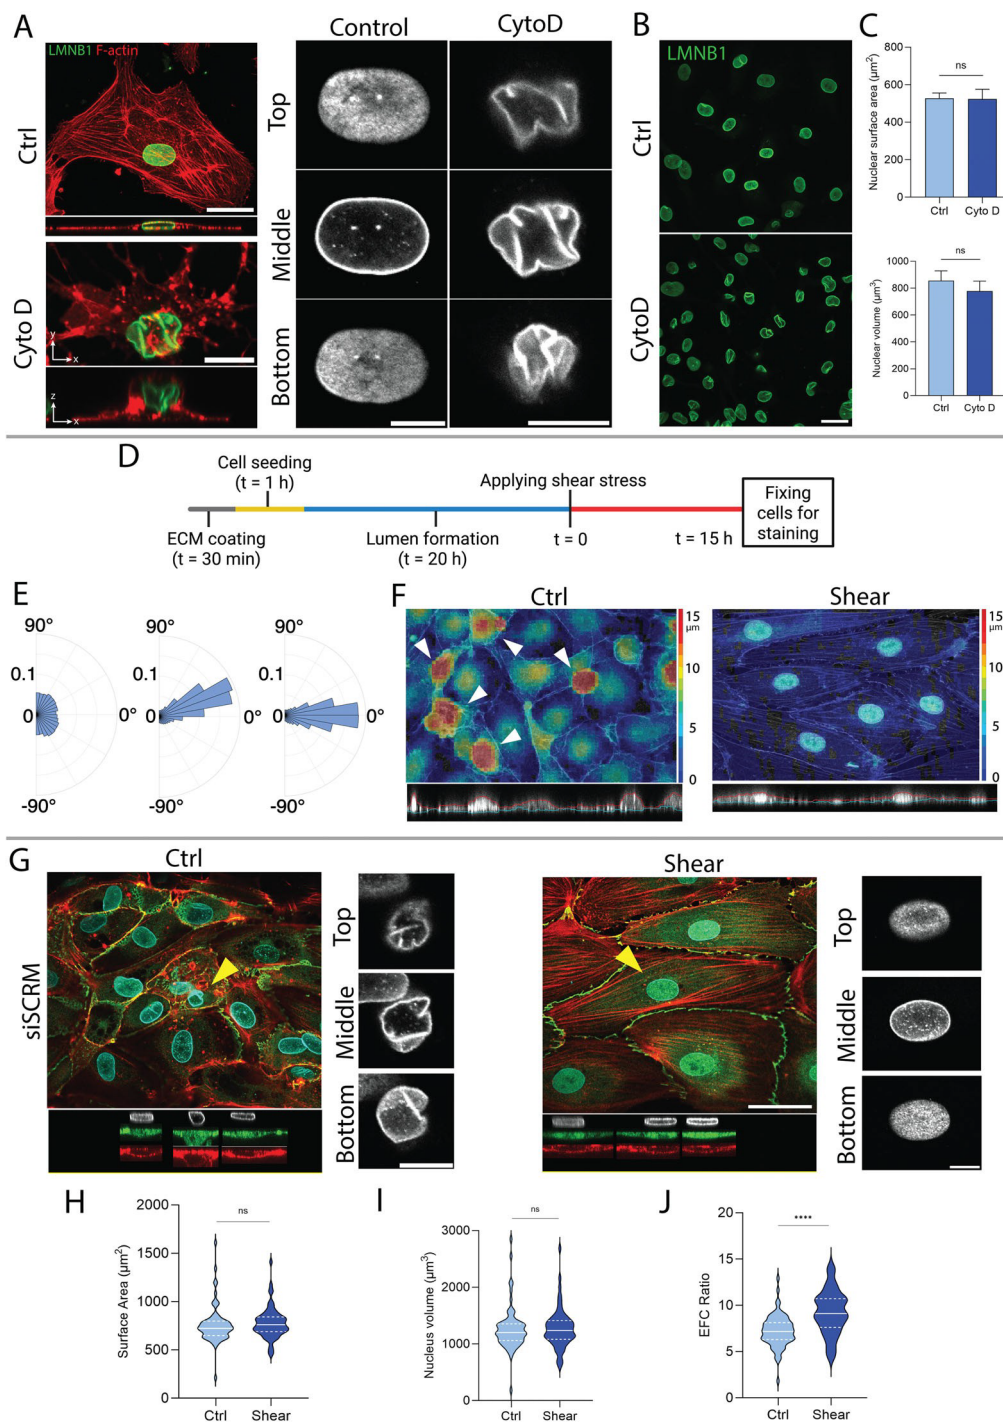 A
LMNB1 F-actin
Ctrl
Cyto D
y
x
z
x
Control
CytoD
Top
Middle
Bottom
B
LMNB1
Ctrl
CytoD
C
Nuclear surface area (µm²)
800
600
400
200
0
ns
Ctrl
Cyto D
Nuclear volume (µm³)
1000
800
600
400
200
0
ns
Ctrl
Cyto D
D
Cell seeding
(t = 1 h)
Applying shear stress
ECM coating
(t = 30 min)
Lumen formation
(t = 20 h)
t = 0
t = 15 h
Fixing
cells for
staining
E
90°
0.1
0
0°
-90°
90°
0.1
0
0°
-90°
90°
0.1
0
0°
-90°
F
Ctrl
15
µm
10
5
0
Shear
15
µm
10
5
0
G
Ctrl
siSCRM
Top
Middle
Bottom
Shear
Top
Middle
Bottom
H
Surface Area (µm²)
2000
1500
1000
500
0
ns
Ctrl
Shear
I
Nucleus volume (µm³)
3000
2000
1000
0
ns
Ctrl
Shear
J
EFC Ratio
20
15
10
5
0
****
Ctrl
Shear